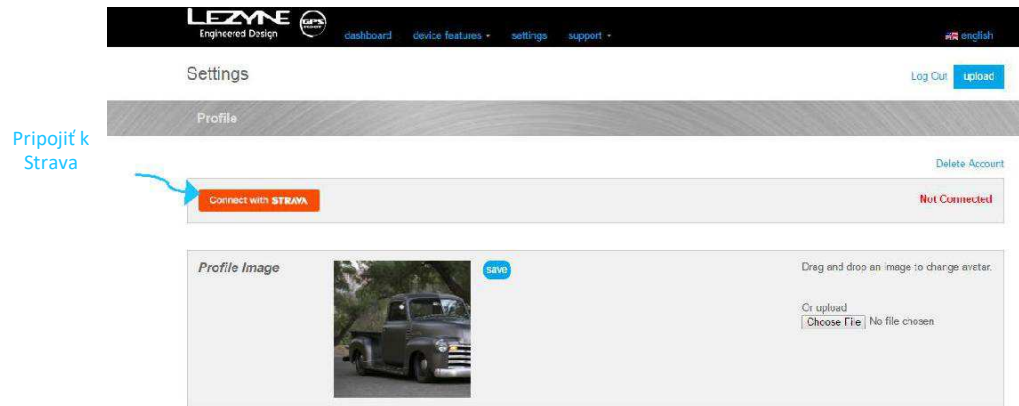 LEZYNE
Engineered Design
GPS
dashboard device features settings support english
Settings
Log Out upload
Profile
Pripojiť k
Strava
Delete Account
Connect with STRAVA
Not Connected
Profile Image
save
Drag and drop an image to change avatar.
Or upload
Choose File No file chosen